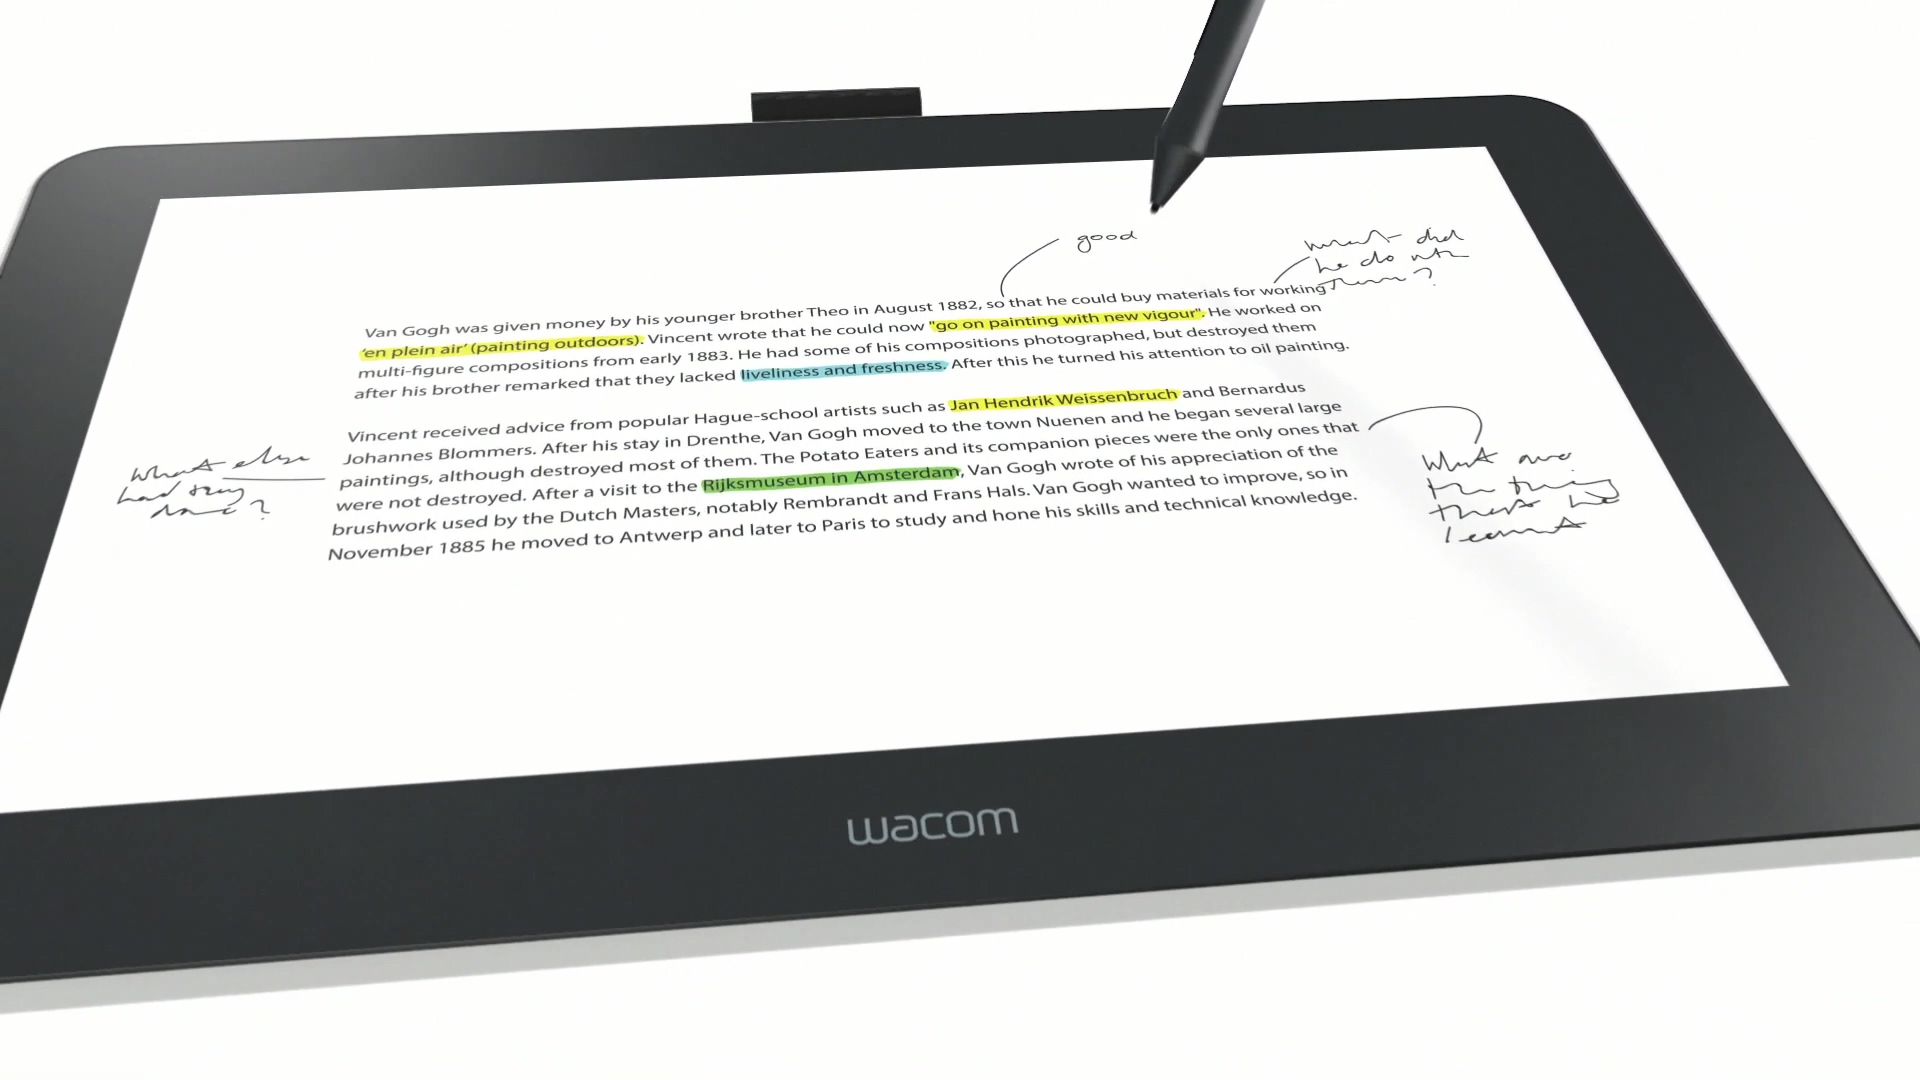 good
what did
he do with
them?
Van Gogh was given money by his younger brother Theo in August 1882, so that he could buy materials for working
'en plein air' (painting outdoors). Vincent wrote that he could now "go on painting with new vigour". He worked on
multi-figure compositions from early 1883. He had some of his compositions photographed, but destroyed them
after his brother remarked that they lacked liveliness and freshness. After this he turned his attention to oil painting.
Vincent received advice from popular Hague-school artists such as Jan Hendrik Weissenbruch and Bernardus
Johannes Blommers. After his stay in Drenthe, Van Gogh moved to the town Nuenen and he began several large
paintings, although destroyed most of them. The Potato Eaters and its companion pieces were the only ones that
were not destroyed. After a visit to the Rijksmuseum in Amsterdam, Van Gogh wrote of his appreciation of the
brushwork used by the Dutch Masters, notably Rembrandt and Frans Hals. Van Gogh wanted to improve, so in
November 1885 he moved to Antwerp and later to Paris to study and hone his skills and technical knowledge.
what else
had
?
What are
the thing
that he
learnt
wacom